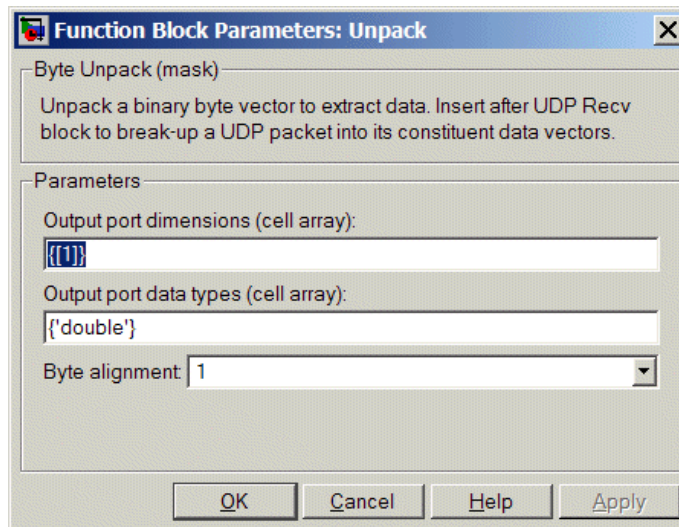 Function Block Parameters: Unpack
Byte Unpack (mask)
Unpack a binary byte vector to extract data. Insert after UDP Recv
block to break-up a UDP packet into its constituent data vectors.
Parameters
Output port dimensions (cell array):
{[1]}
Output port data types (cell array):
{'double'}
Byte alignment: 1
OK Cancel Help Apply